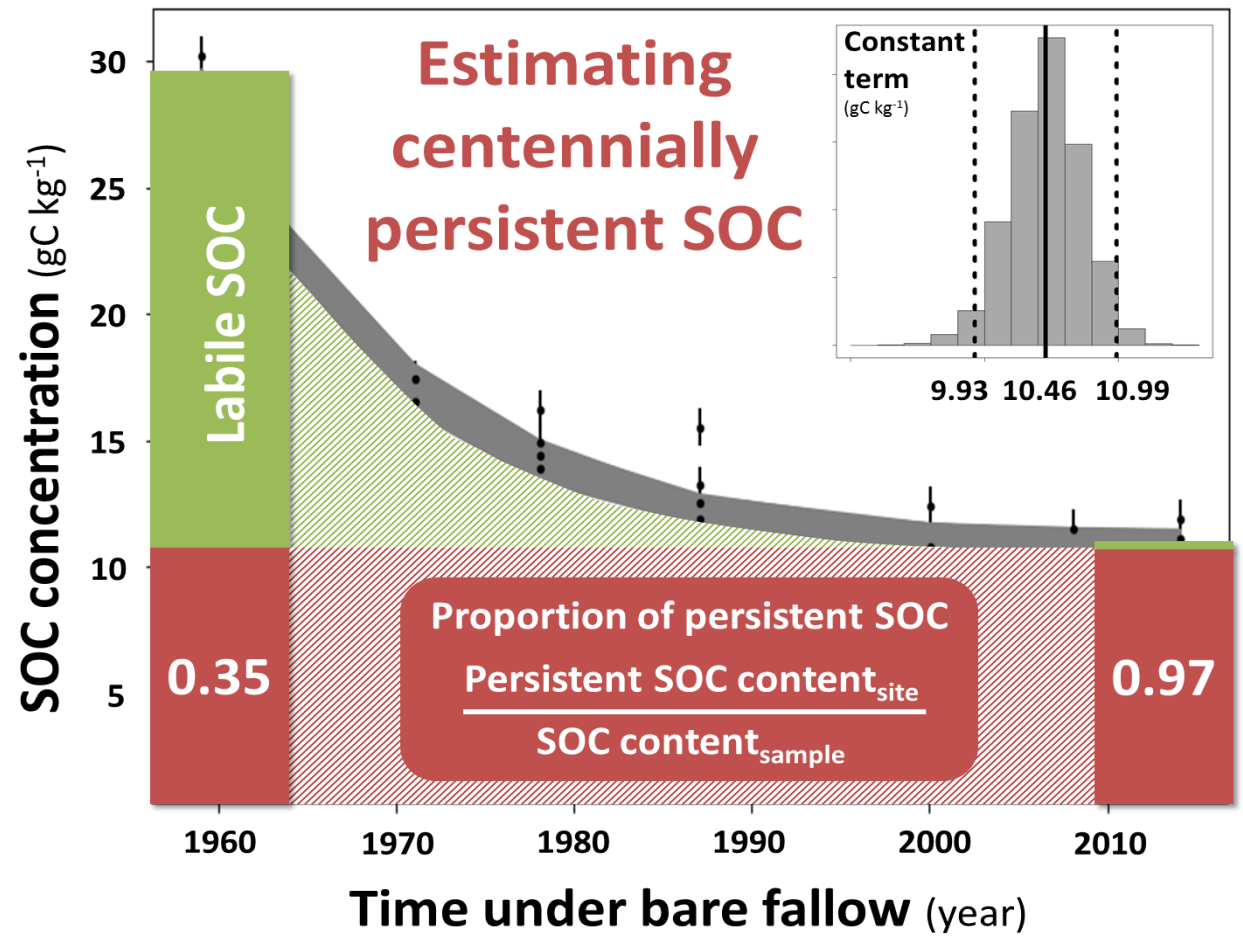 Estimating
centennially
persistent SOC
Constant
term
(gC kg-1)
9.93 10.46 10.99
SOC concentration (gC kg-1)
30
25
20
15
10
5
Labile SOC
0.35
Proportion of persistent SOC
Persistent SOC contentsite
SOC contentsample
0.97
1960 1970 1980 1990 2000 2010
Time under bare fallow (year)